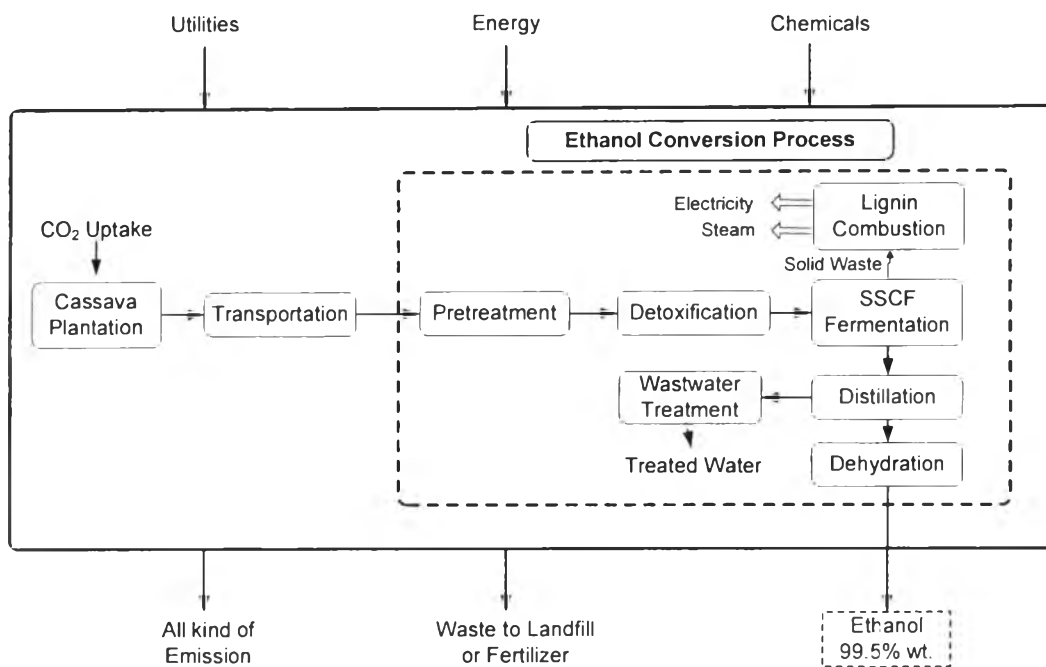 Utilities
Energy
Chemicals
Ethanol Conversion Process
Electricity
Steam
Lignin
Combustion
CO₂ Uptake
Solid Waste
Cassava
Plantation
Transportation
Pretreatment
Detoxification
SSCF
Fermentation
Wastwater
Treatment
Distillation
Treated Water
Dehydration
All kind of
Emission
Waste to Landfill
or Fertilizer
Ethanol
99.5% wt.